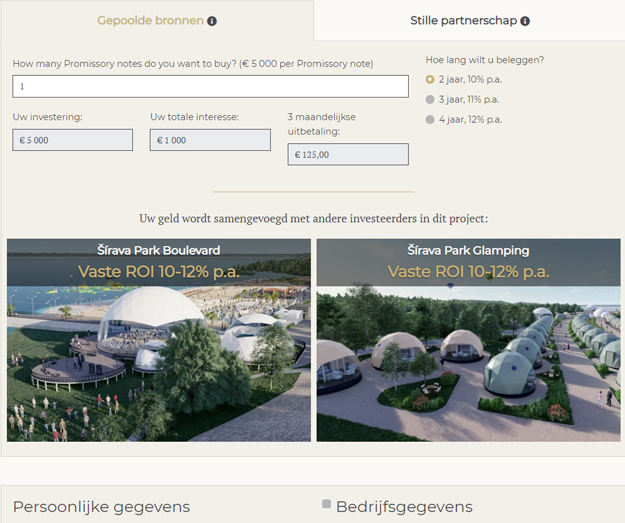 Gepoolde bronnen
Stille partnerschap
How many Promissory notes do you want to buy? (€ 5 000 per Promissory note)
1
Hoe lang wilt u beleggen?
2 jaar, 10% p.a.
3 jaar, 11% p.a.
4 jaar, 12% p.a.
Uw investering:
€ 5 000
Uw totale interesse:
€ 1 000
3 maandelijkse
uitbetaling:
€ 125,00
Uw geld wordt samengevoegd met andere investeerders in dit project:
Šírava Park Boulevard
Vaste ROI 10-12% p.a.
Šírava Park Glamping
Vaste ROI 10-12% p.a.
Persoonlijke gegevens
Bedrijfsgegevens